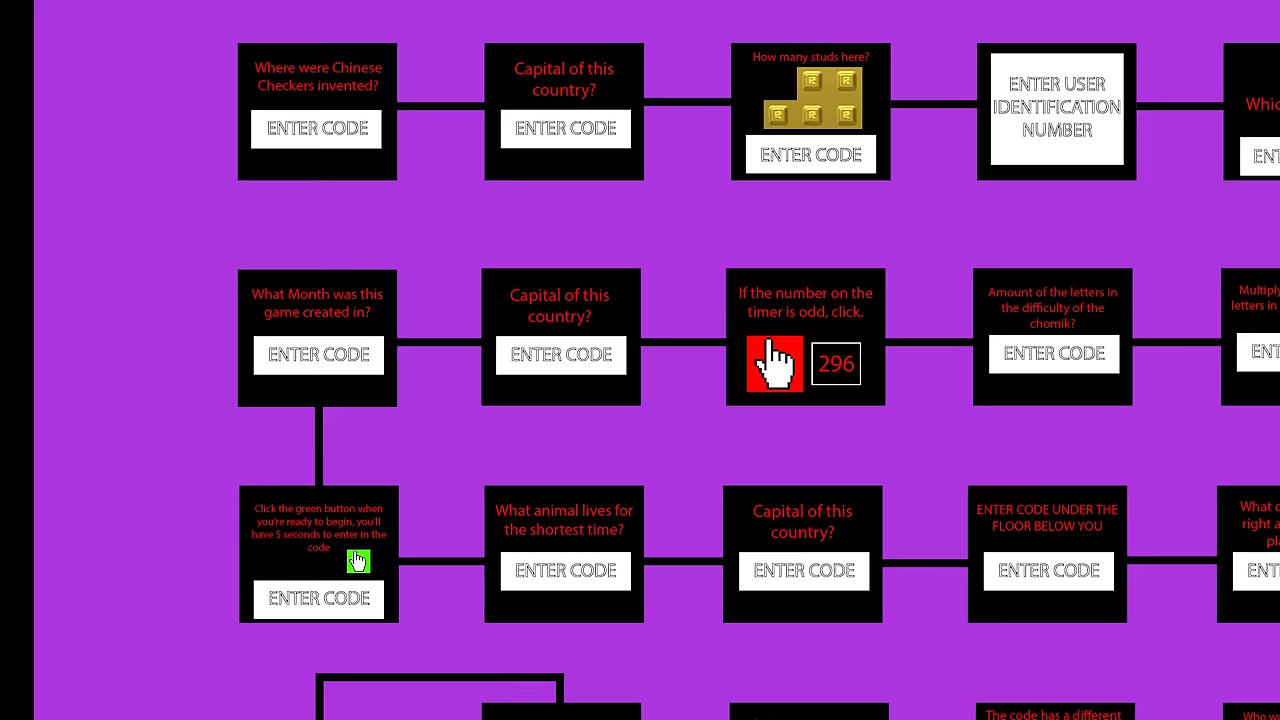 Where were Chinese
Checkers invented?
ENTER CODE
Capital of this
country?
ENTER CODE
How many studs here?
R R
R R R
ENTER CODE
ENTER USER
IDENTIFICATION
NUMBER
What Month was this
game created in?
ENTER CODE
Capital of this
country?
ENTER CODE
If the number on the
timer is odd, click.
296
Amount of the letters in
the difficulty of the
chomik?
ENTER CODE
letters in
Click the green button when
you're ready to begin, you'll
have 5 seconds to enter in the
code
ENTER CODE
What animal lives for
the shortest time?
ENTER CODE
Capital of this
country?
ENTER CODE
ENTER CODE UNDER THE
FLOOR BELOW YOU
ENTER CODE
What
right
The code has a different
Who